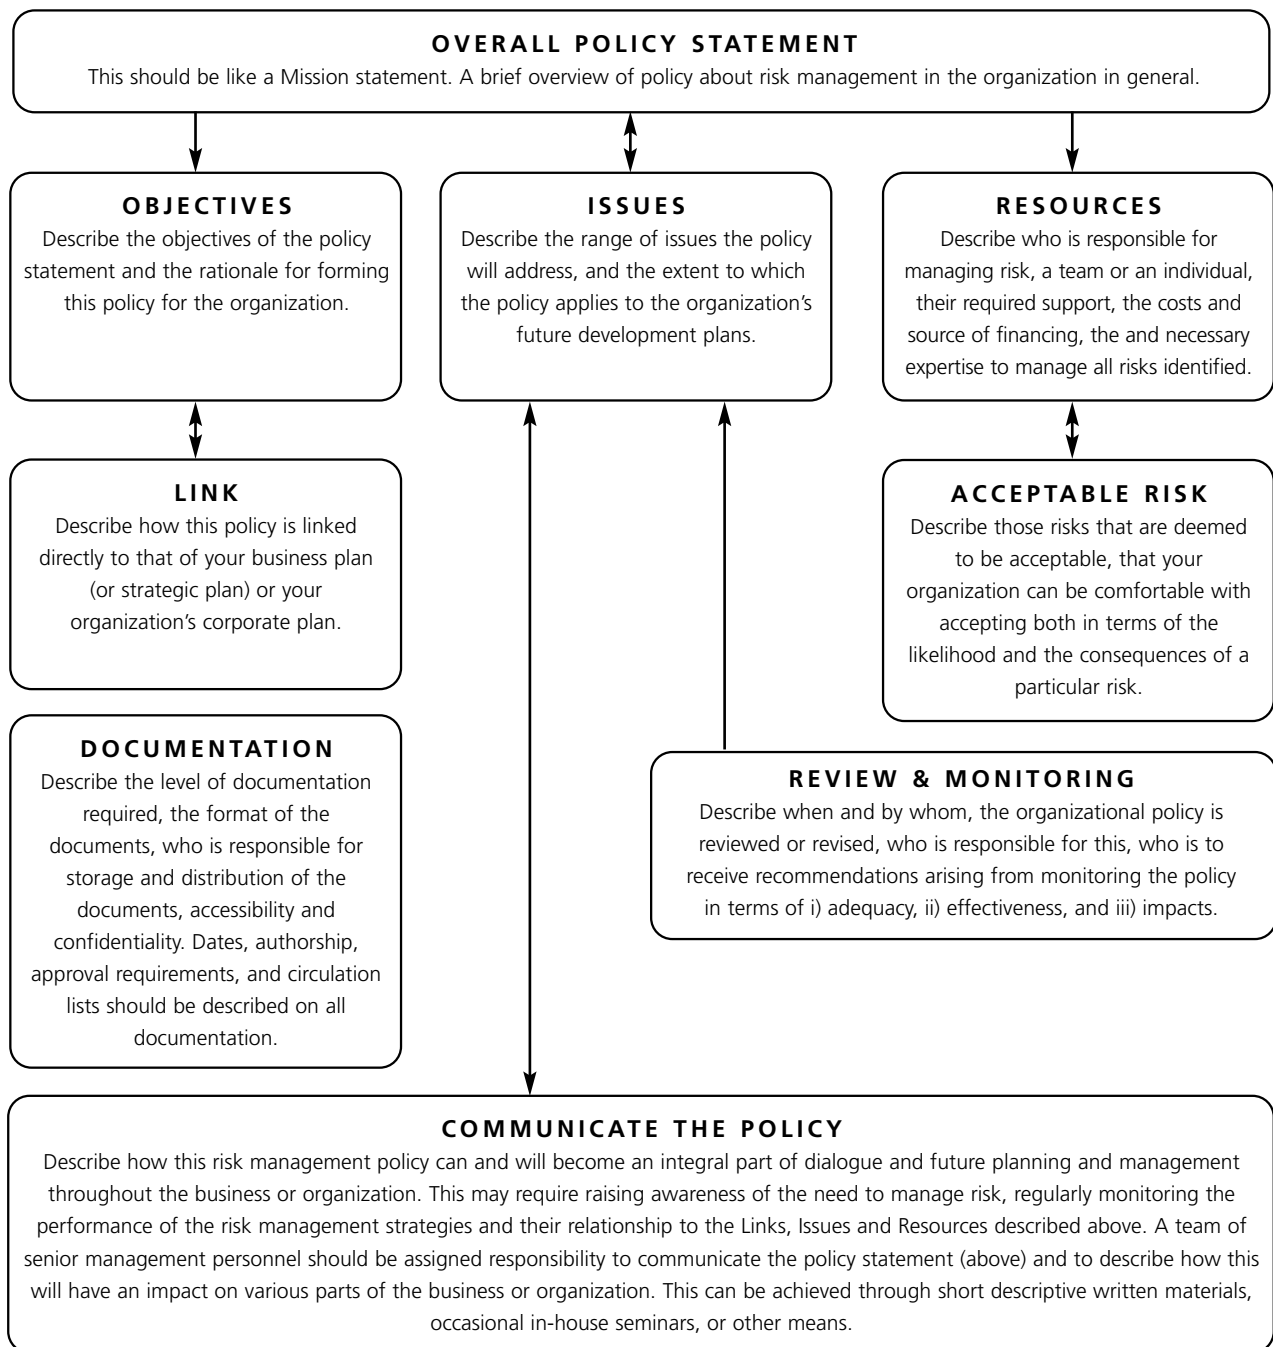 OVERALL POLICY STATEMENT
This should be like a Mission statement. A brief overview of policy about risk management in the organization in general.
OBJECTIVES
Describe the objectives of the policy
statement and the rationale for forming
this policy for the organization.
ISSUES
Describe the range of issues the policy
will address, and the extent to which
the policy applies to the organization’s
future development plans.
RESOURCES
Describe who is responsible for
managing risk, a team or an individual,
their required support, the costs and
source of financing, the and necessary
expertise to manage all risks identified.
LINK
Describe how this policy is linked
directly to that of your business plan
(or strategic plan) or your
organization’s corporate plan.
ACCEPTABLE RISK
Describe those risks that are deemed
to be acceptable, that your
organization can be comfortable with
accepting both in terms of the
likelihood and the consequences of a
particular risk.
DOCUMENTATION
Describe the level of documentation
required, the format of the
documents, who is responsible for
storage and distribution of the
documents, accessibility and
confidentiality. Dates, authorship,
approval requirements, and circulation
lists should be described on all
documentation.
REVIEW & MONITORING
Describe when and by whom, the organizational policy is
reviewed or revised, who is responsible for this, who is to
receive recommendations arising from monitoring the policy
in terms of i) adequacy, ii) effectiveness, and iii) impacts.
COMMUNICATE THE POLICY
Describe how this risk management policy can and will become an integral part of dialogue and future planning and management
throughout the business or organization. This may require raising awareness of the need to manage risk, regularly monitoring the
performance of the risk management strategies and their relationship to the Links, Issues and Resources described above. A team of
senior management personnel should be assigned responsibility to communicate the policy statement (above) and to describe how this
will have an impact on various parts of the business or organization. This can be achieved through short descriptive written materials,
occasional in-house seminars, or other means.